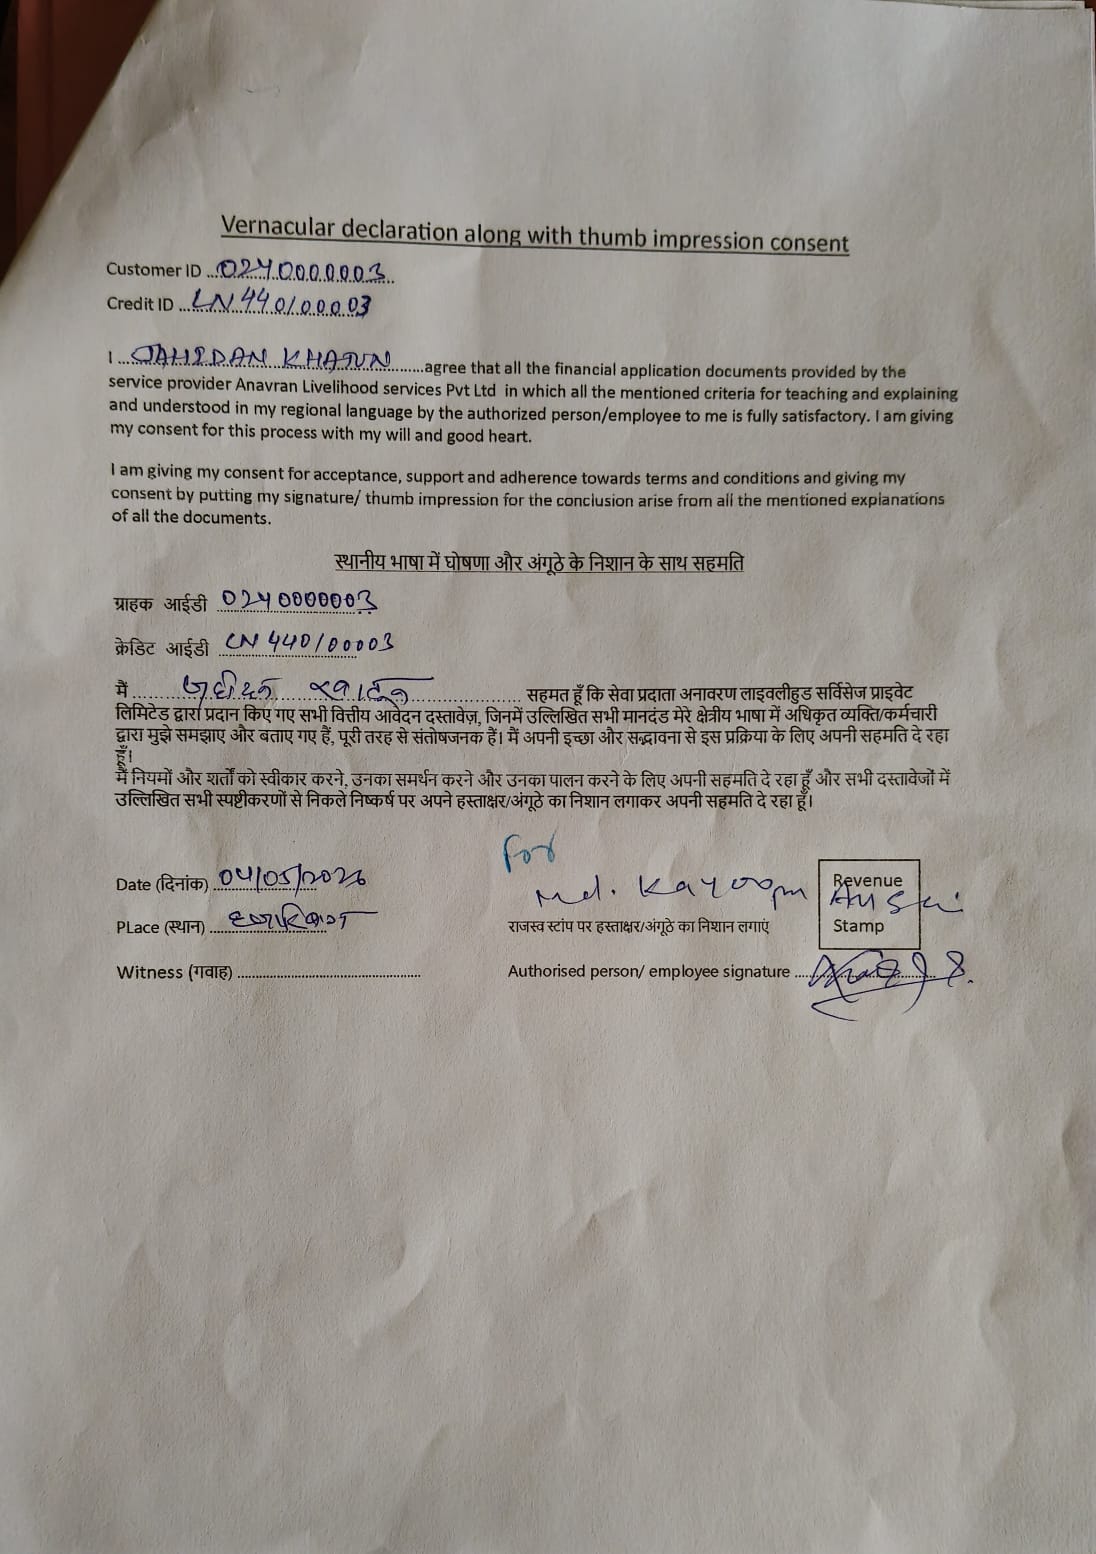 Vernacular declaration along with thumb impression consent
Customer ID ...0240000003
Credit ID ...LN440/00003
I ...JAHIDAN KHATUN......agree that all the financial application documents provided by the
service provider Anavran Livelihood services Pvt Ltd in which all the mentioned criteria for teaching and explaining
and understood in my regional language by the authorized person/employee to me is fully satisfactory. I am giving
my consent for this process with my will and good heart.
I am giving my consent for acceptance, support and adherence towards terms and conditions and giving my
consent by putting my signature/ thumb impression for the conclusion arise from all the mentioned explanations
of all the documents.
स्थानीय भाषा में घोषणा और अंगूठे के निशान के साथ सहमति
ग्राहक आईडी 0240000003
क्रेडिट आईडी LN 440/00003
मैं ..... जहीदन खातुन ..... सहमत हूँ कि सेवा प्रदाता अनावरण लाइवलीहुड सर्विसेज प्राइवेट
लिमिटेड द्वारा प्रदान किए गए सभी वित्तीय आवेदन दस्तावेज़, जिनमें उल्लिखित सभी मानदंड मेरे क्षेत्रीय भाषा में अधिकृत व्यक्ति/कर्मचारी
द्वारा मुझे समझाए और बताए गए हैं, पूरी तरह से संतोषजनक हैं। मैं अपनी इच्छा और सद्भावना से इस प्रक्रिया के लिए अपनी सहमति दे रहा
हूँ।
मैं नियमों और शर्तों को स्वीकार करने, उनका समर्थन करने और उनका पालन करने के लिए अपनी सहमति दे रहा हूँ और सभी दस्तावेजों में
उल्लिखित सभी स्पष्टीकरणों से निकले निष्कर्ष पर अपने हस्ताक्षर/अंगूठे का निशान लगाकर अपनी सहमति दे रहा हूँ।
For
Date (दिनांक) 04/05/2026
Md. Kayoom
Revenue
PLace (स्थान)
राजस्व स्टांप पर हस्ताक्षर/अंगूठे का निशान लगाएं
Stamp
Witness (गवाह) ...........
Authorised person/ employee signature ....